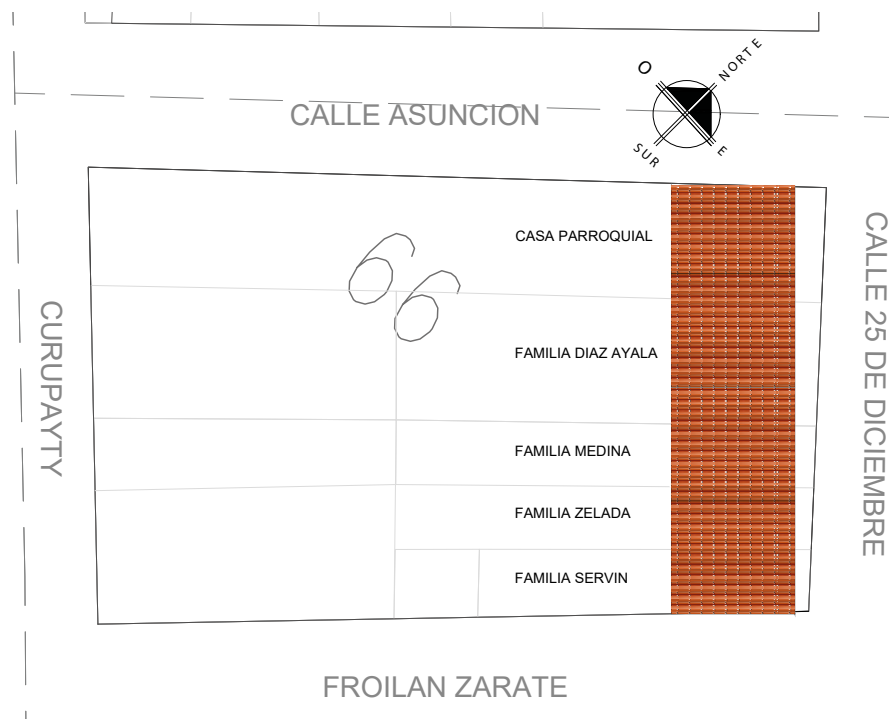 NORTE
O
CALLE ASUNCION
SUR
E
CASA PARROQUIAL
66
CALLE 25 DE DICIEMBRE
CURUPAYTY
FAMILIA DIAZ AYALA
FAMILIA MEDINA
FAMILIA ZELADA
FAMILIA SERVIN
FROILAN ZARATE